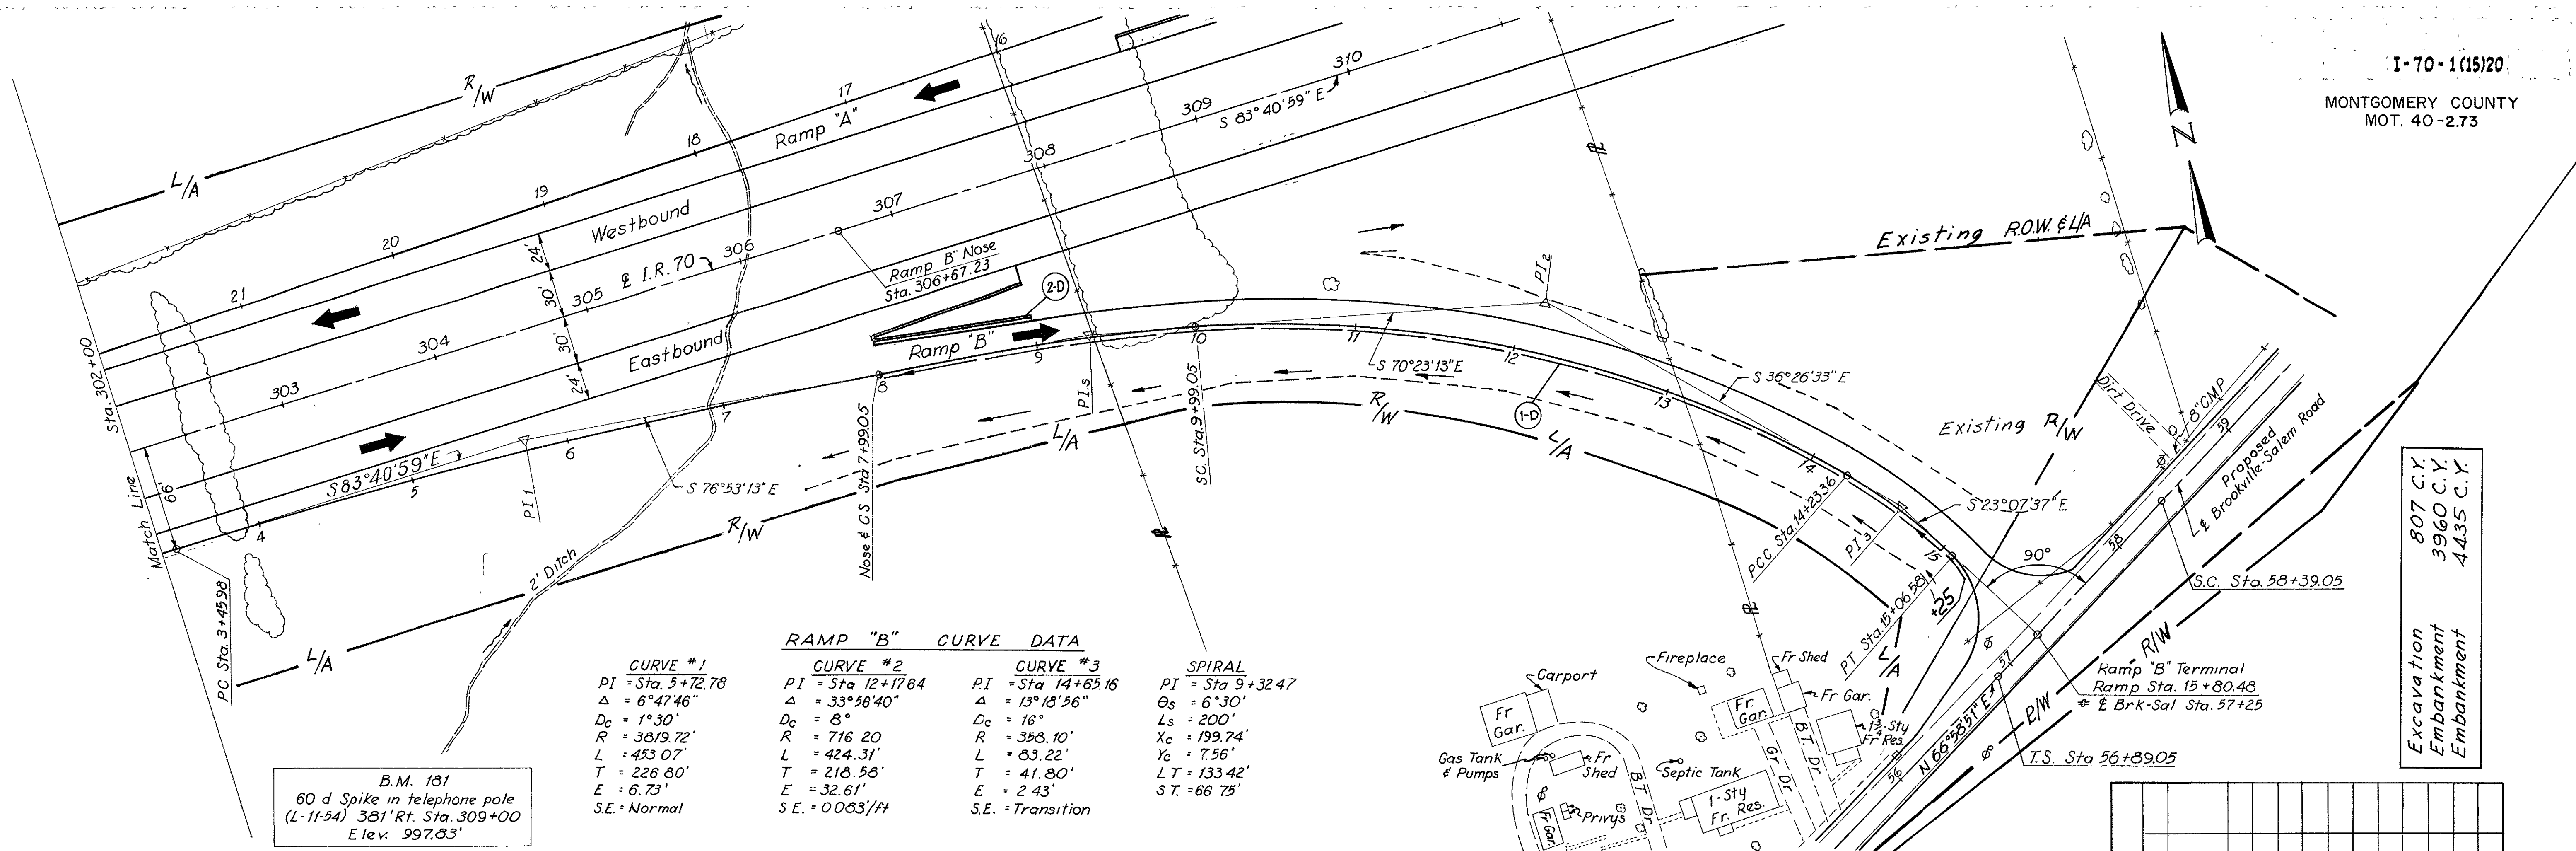 I-70-1(15)20
MONTGOMERY COUNTY
MOT. 40-2.73
N
R/W
L/A
16
17
18
19
20
21
Ramp "A"
310
309
S 83°40'59" E
308
307
306
305
304
303
℄ I.R. 70
Westbound
Eastbound
24'
30'
30'
24'
66'
Sta. 302+00
Match Line
Ramp B" Nose
Sta. 306+67.23
2-D
Ramp "B"
4
5
6
7
8
9
10
11
12
13
14
15
S 83°40'59" E
S 76°53'13" E
S 70°23'13" E
S 36°26'33" E
S 23°07'37" E
PI 1
PI.s
PI 2
PI 3
1-D
PC Sta. 3+45.98
Nose & CS Sta 7+99.05
S.C. Sta. 9+99.05
PCC Sta. 14+23.36
PT Sta. 15+06.58
+25
2' Ditch
R/W
L/A
L/A
R/W
L/A
L/A
Existing R.O.W. & L/A
Existing R/W
Dirt Drive
8" CMP
Proposed
Brookville-Salem Road
℄ Brookville-Salem Road
59
58
57
56
90°
S.C. Sta. 58+39.05
R/W
R/W
Ramp "B" Terminal
Ramp Sta. 15+80.48
℄ Brk-Sal Sta. 57+25
T.S. Sta 56+89.05
N 66°58'51" E
Excavation 807 C.Y.
Embankment 3960 C.Y.
Embankment 4435 C.Y.
RAMP "B" CURVE DATA
CURVE #1
PI = Sta. 5+72.78
Δ = 6°47'46"
Dc = 1°30'
R = 3819.72'
L = 453 07'
T = 226 80'
E = 6.73'
S.E. = Normal
CURVE #2
PI = Sta 12+17 64
Δ = 33°56'40"
Dc = 8°
R = 716 20
L = 424.31'
T = 218.58'
E = 32.61'
S E. = 0 083'/ft
CURVE #3
P.I = Sta 14+65.16
Δ = 13°18'56"
Dc = 16°
R = 358.10'
L = 83.22'
T = 41.80'
E = 2 43'
S.E. = Transition
SPIRAL
PI = Sta 9+32 47
θs = 6°30'
Ls = 200'
Xc = 199.74'
Yc = 7.56'
L T = 133 42'
S T. = 66 75'
B.M. 181
60 d Spike in telephone pole
(L-11-54) 381' Rt. Sta. 309+00
Elev. 997.83'
Carport
Fr Gar.
Gas Tank
& Pumps
Fr Shed
Fr Gar.
Privys
B T Dr
Fireplace
Septic Tank
Fr. Gar.
1-Sty
Fr. Res.
Gr Dr
B T. Dr
Fr Shed
Fr Gar.
1¾-Sty
Fr Res.